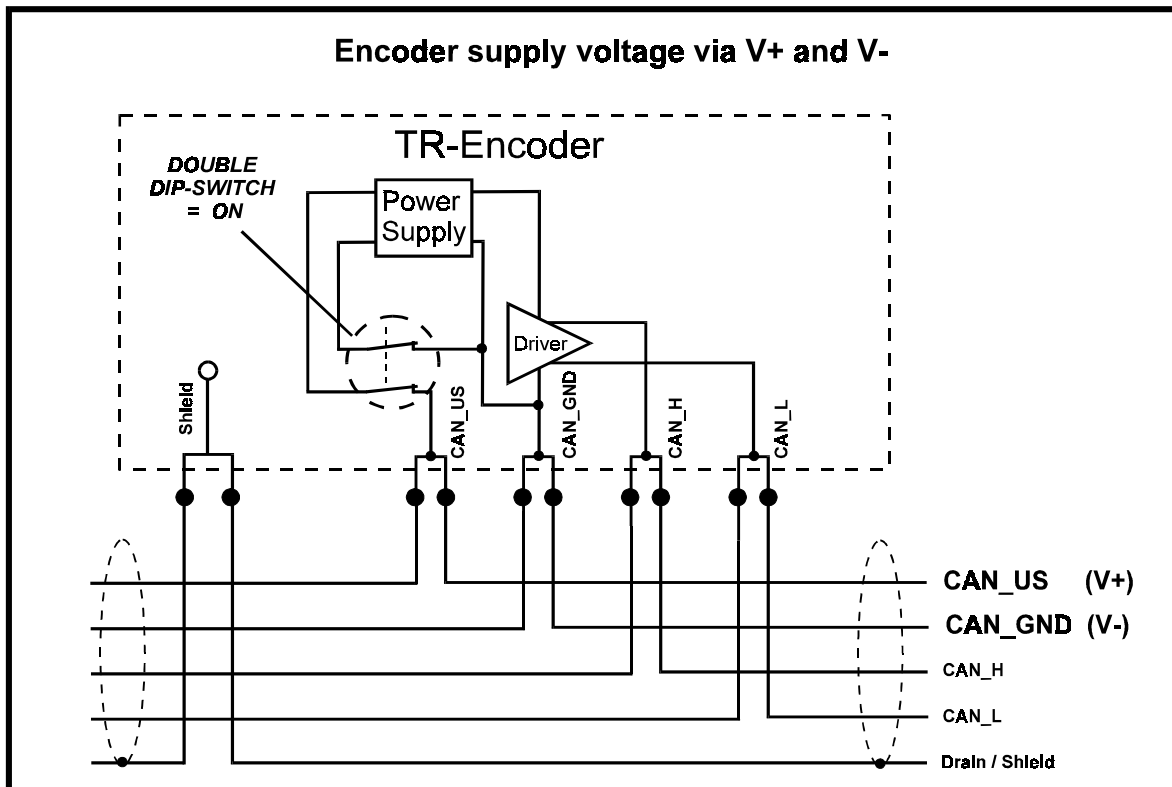 Encoder supply voltage via V+ and V-
TR-Encoder
DOUBLE
DIP-SWITCH
= ON
Power
Supply
Driver
Shield
CAN_US
CAN_GND
CAN_H
CAN_L
CAN_US (V+)
CAN_GND (V-)
CAN_H
CAN_L
Drain / Shield